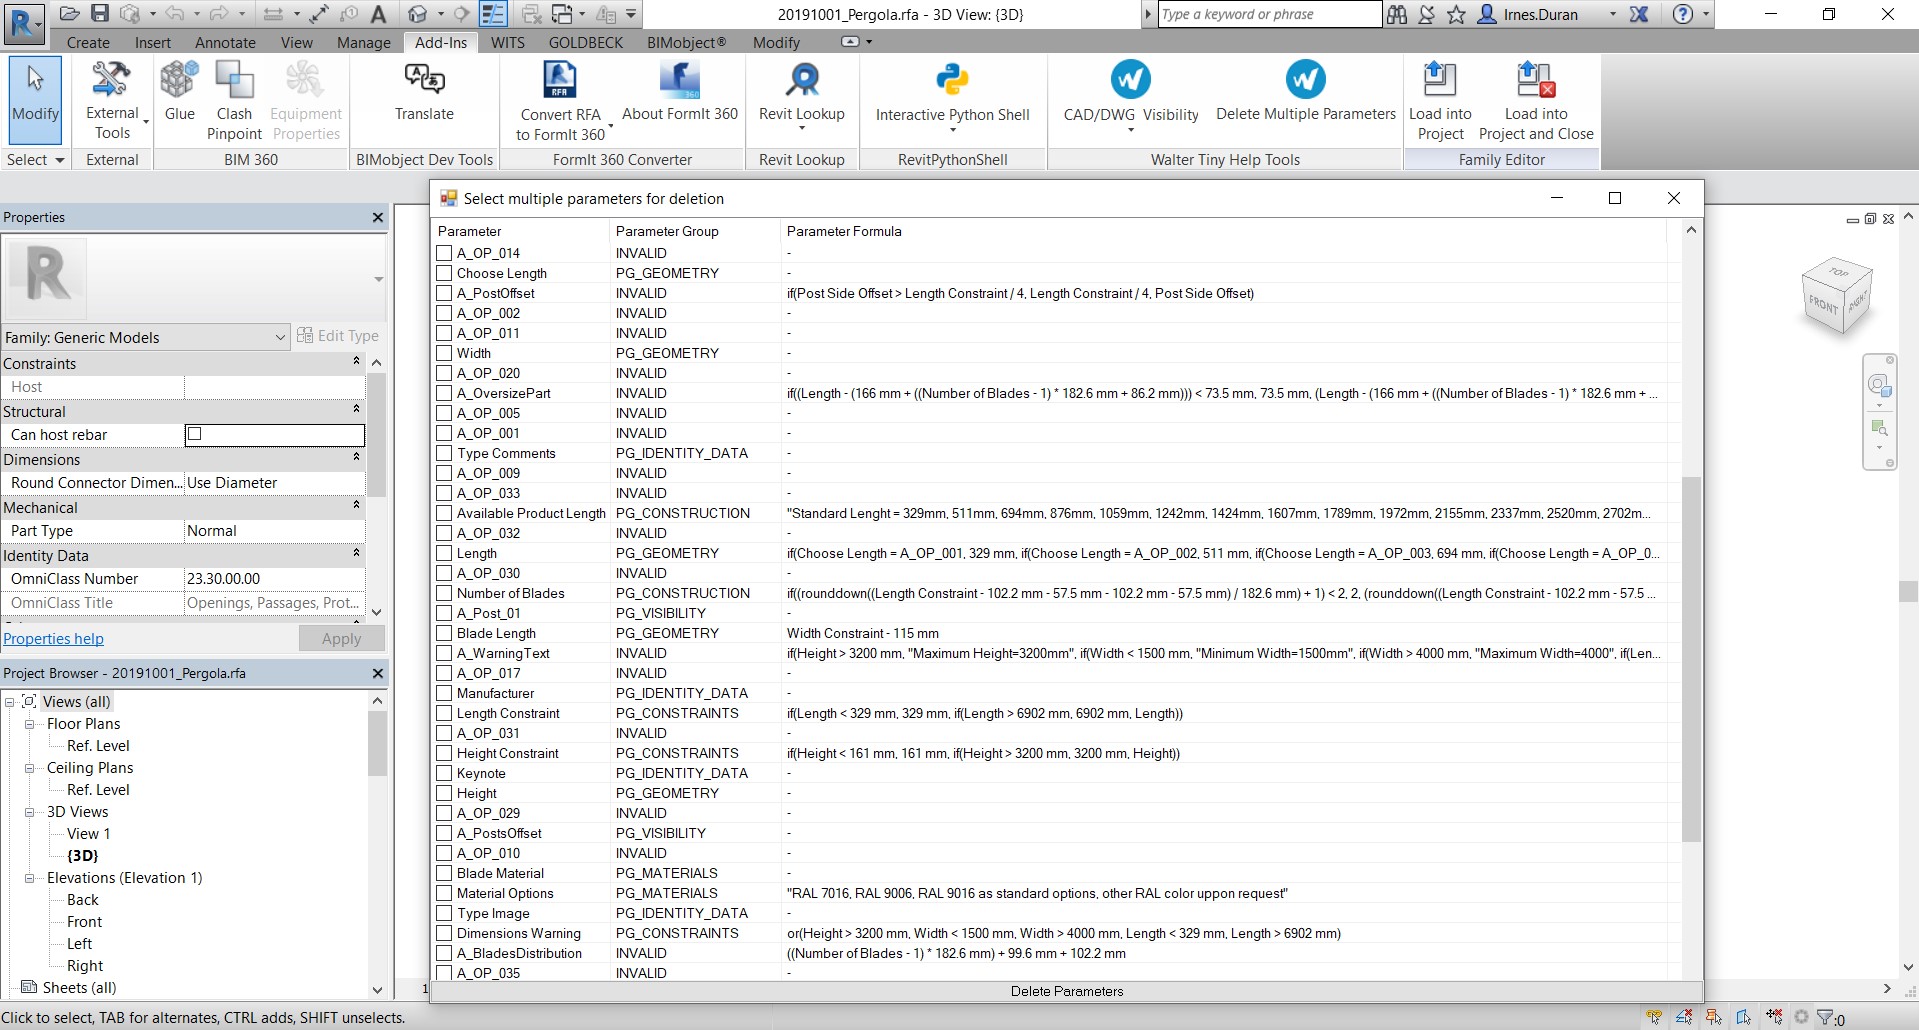 20191001_Pergola.rfa - 3D View: {3D}
Type a keyword or phrase
Irnes.Duran
Create Insert Annotate View Manage Add-Ins WITS GOLDBECK BIMobject® Modify
Modify
External Tools
Glue
Clash Pinpoint
Equipment Properties
Translate
Convert RFA to FormIt 360
About FormIt 360
Revit Lookup
Interactive Python Shell
CAD/DWG Visibility
Delete Multiple Parameters
Load into Project
Load into Project and Close
Select External BIM 360 BIMobject Dev Tools FormIt 360 Converter Revit Lookup RevitPythonShell Walter Tiny Help Tools Family Editor
Properties
Family: Generic Models Edit Type
Constraints
Host
Structural
Can host rebar
Dimensions
Round Connector Dimen... Use Diameter
Mechanical
Part Type Normal
Identity Data
OmniClass Number 23.30.00.00
OmniClass Title Openings, Passages, Prot...
Properties help Apply
Project Browser - 20191001_Pergola.rfa
Views (all)
Floor Plans
Ref. Level
Ceiling Plans
Ref. Level
3D Views
View 1
{3D}
Elevations (Elevation 1)
Back
Front
Left
Right
Sheets (all)
Select multiple parameters for deletion
Parameter Parameter Group Parameter Formula
A_OP_014 INVALID -
Choose Length PG_GEOMETRY -
A_PostOffset INVALID if(Post Side Offset > Length Constraint / 4, Length Constraint / 4, Post Side Offset)
A_OP_002 INVALID -
A_OP_011 INVALID -
Width PG_GEOMETRY -
A_OP_020 INVALID -
A_OversizePart INVALID if((Length - (166 mm + ((Number of Blades - 1) * 182.6 mm + 86.2 mm))) < 73.5 mm, 73.5 mm, (Length - (166 mm + ((Number of Blades - 1) * 182.6 mm + ...
A_OP_005 INVALID -
A_OP_001 INVALID -
Type Comments PG_IDENTITY_DATA -
A_OP_009 INVALID -
A_OP_033 INVALID -
Available Product Length PG_CONSTRUCTION "Standard Lenght = 329mm, 511mm, 694mm, 876mm, 1059mm, 1242mm, 1424mm, 1607mm, 1789mm, 1972mm, 2155mm, 2337mm, 2520mm, 2702m...
A_OP_032 INVALID -
Length PG_GEOMETRY if(Choose Length = A_OP_001, 329 mm, if(Choose Length = A_OP_002, 511 mm, if(Choose Length = A_OP_003, 694 mm, if(Choose Length = A_OP_0...
A_OP_030 INVALID -
Number of Blades PG_CONSTRUCTION if((rounddown((Length Constraint - 102.2 mm - 57.5 mm - 102.2 mm - 57.5 mm) / 182.6 mm) + 1) < 2, 2, (rounddown((Length Constraint - 102.2 mm - 57.5 ...
A_Post_01 PG_VISIBILITY -
Blade Length PG_GEOMETRY Width Constraint - 115 mm
A_WarningText INVALID if(Height > 3200 mm, "Maximum Height=3200mm", if(Width < 1500 mm, "Minimum Width=1500mm", if(Width > 4000 mm, "Maximum Width=4000", if(Len...
A_OP_017 INVALID -
Manufacturer PG_IDENTITY_DATA -
Length Constraint PG_CONSTRAINTS if(Length < 329 mm, 329 mm, if(Length > 6902 mm, 6902 mm, Length))
A_OP_031 INVALID -
Height Constraint PG_CONSTRAINTS if(Height < 161 mm, 161 mm, if(Height > 3200 mm, 3200 mm, Height))
Keynote PG_IDENTITY_DATA -
Height PG_GEOMETRY -
A_OP_029 INVALID -
A_PostsOffset PG_VISIBILITY -
A_OP_010 INVALID -
Blade Material PG_MATERIALS -
Material Options PG_MATERIALS "RAL 7016, RAL 9006, RAL 9016 as standard options, other RAL color uppon request"
Type Image PG_IDENTITY_DATA -
Dimensions Warning PG_CONSTRAINTS or(Height > 3200 mm, Width < 1500 mm, Width > 4000 mm, Length < 329 mm, Length > 6902 mm)
A_BladesDistribution INVALID ((Number of Blades - 1) * 182.6 mm) + 99.6 mm + 102.2 mm
A_OP_035 INVALID -
Delete Parameters
TOP
FRONT
RIGHT
1
Click to select, TAB for alternates, CTRL adds, SHIFT unselects.
:0